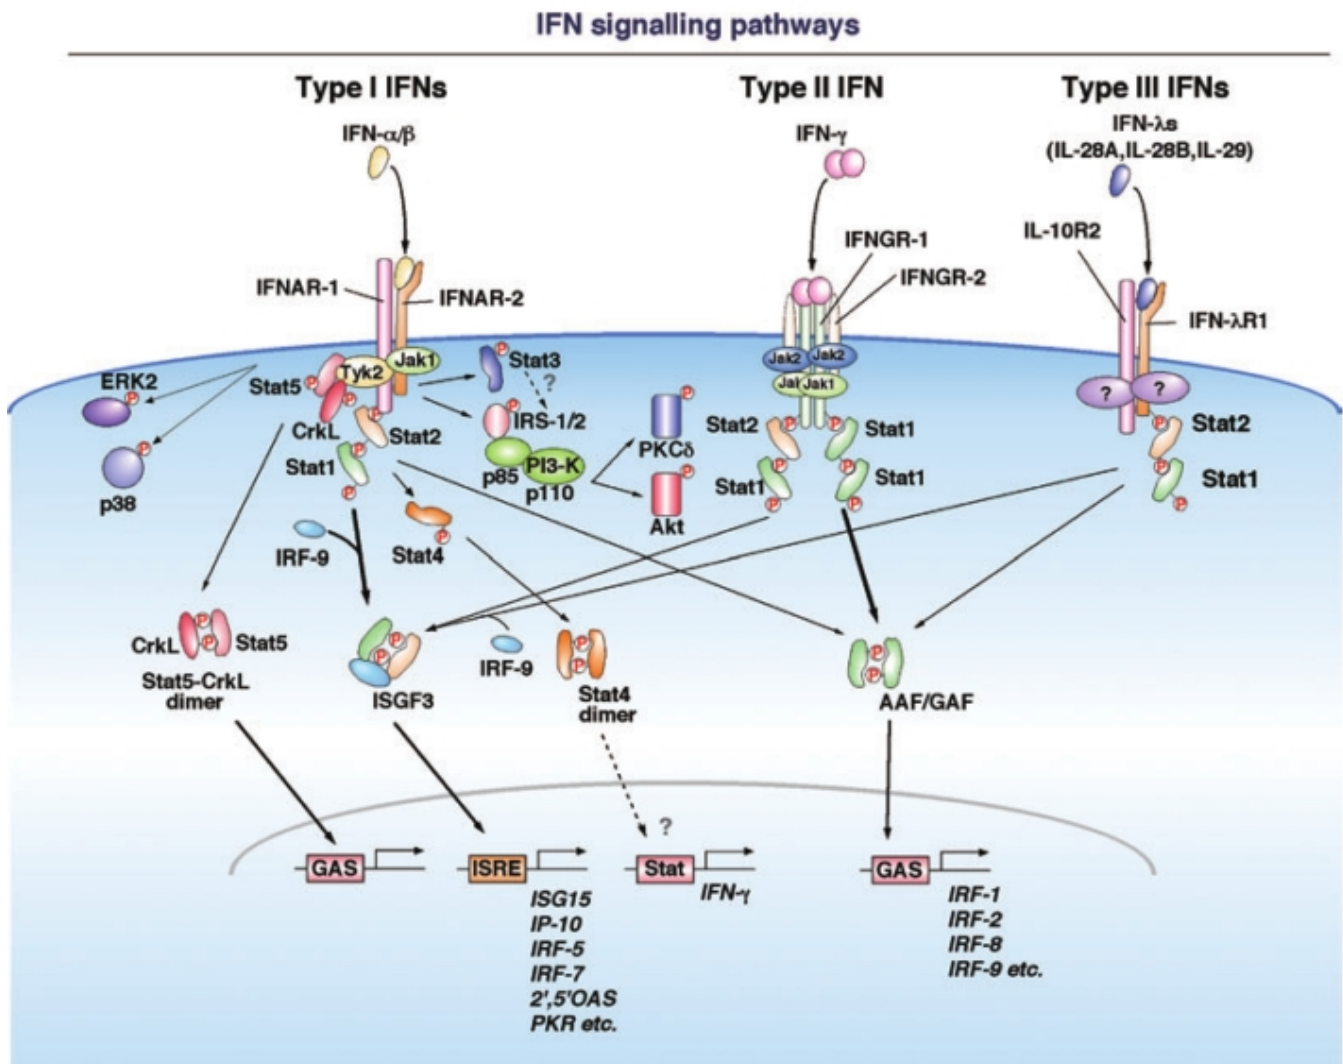 IFN signalling pathways
Type I IFNs
Type II IFN
Type III IFNs
IFN-α/β
IFN-γ
IFN-λs
(IL-28A,IL-28B,IL-29)
IFNAR-1
IFNAR-2
IFNGR-1
IFNGR-2
IL-10R2
IFN-λR1
ERK2
P
p38
P
Stat5
P
Tyk2
Jak1
CrkL
P
P
Stat2
Stat1
P
P
Stat3
P
?
IRS-1/2
P
p85
PI3-K
p110
PKCδ
P
Akt
P
Jak2
Jak2
Jak1
Stat2
P
P
Stat1
P
Stat1
P
P
Stat1
P
?
?
Stat2
P
P
Stat1
P
IRF-9
Stat4
P
CrkL
P
P
Stat5
Stat5-CrkL
dimer
P
P
ISGF3
IRF-9
P
P
Stat4
dimer
P
P
AAF/GAF
GAS
ISRE
ISG15
IP-10
IRF-5
IRF-7
2',5'OAS
PKR etc.
?
Stat
IFN-γ
GAS
IRF-1
IRF-2
IRF-8
IRF-9 etc.